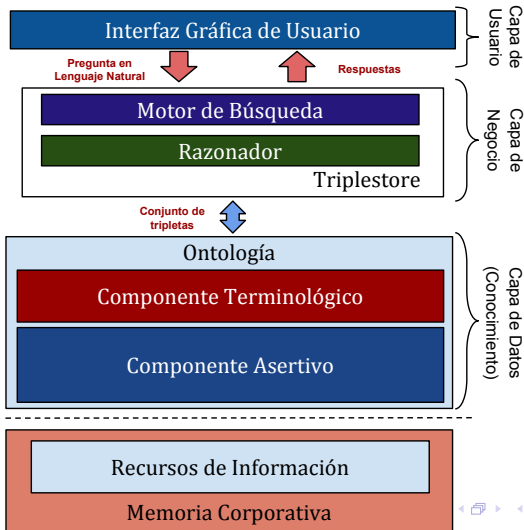 Interfaz Gráfica de Usuario
Capa de
Usuario
Pregunta en
Lenguaje Natural
Respuestas
Motor de Búsqueda
Razonador
Triplestore
Capa de
Negocio
Conjunto de
tripletas
Ontología
Componente Terminológico
Componente Asertivo
Capa de Datos
(Conocimiento)
Recursos de Información
Memoria Corporativa